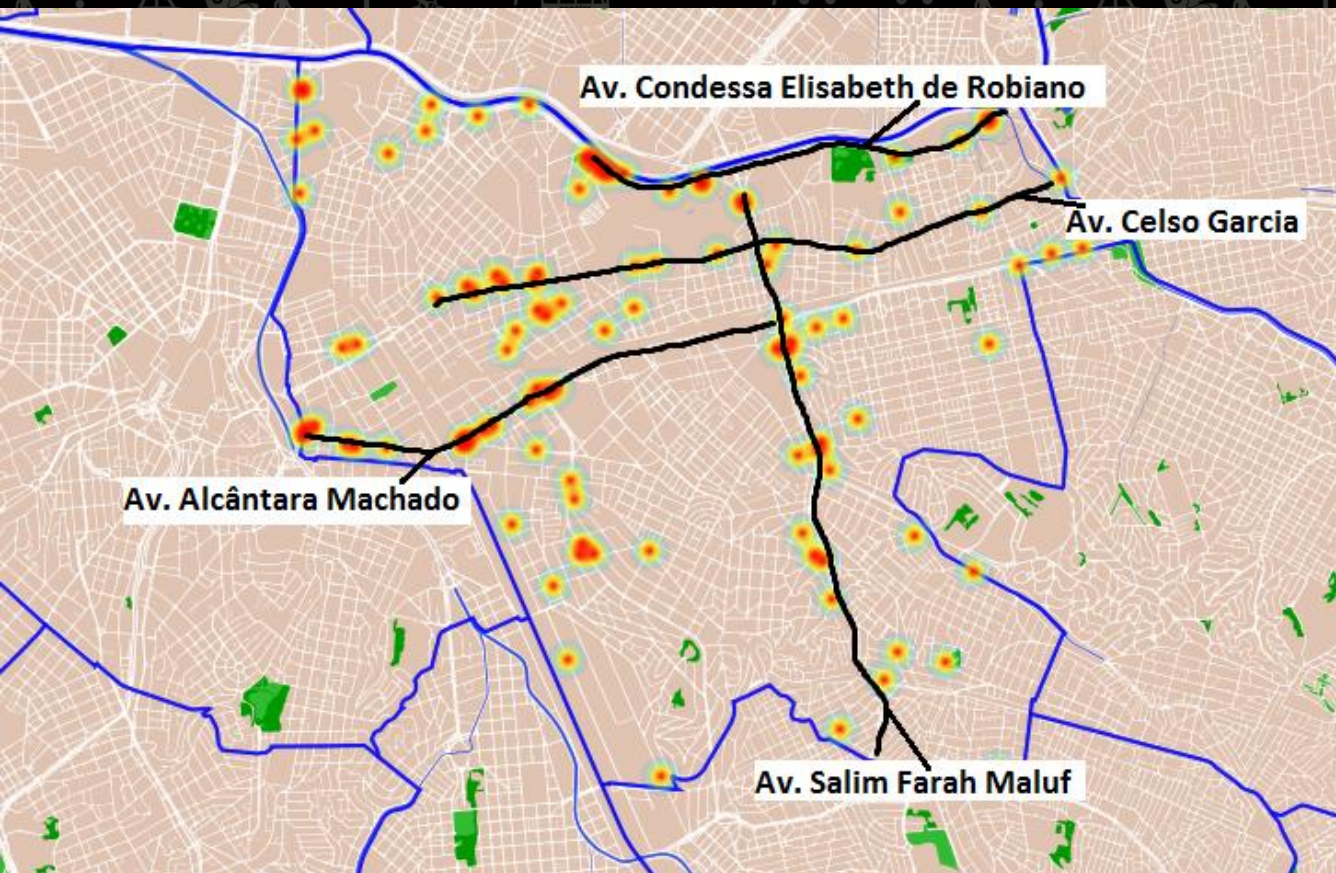 Av. Condessa Elisabeth de Robiano
Av. Celso Garcia
Av. Alcântara Machado
Av. Salim Farah Maluf